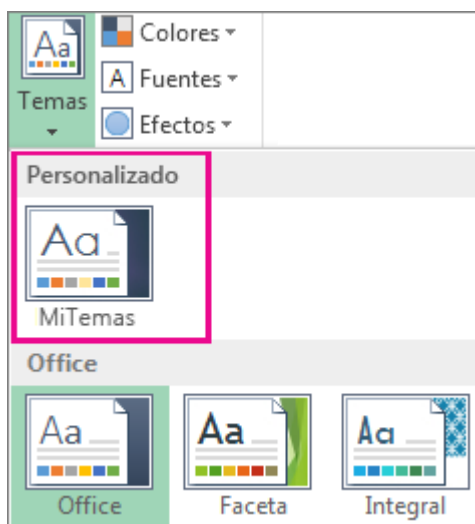 Aa
Temas
Colores
A Fuentes
Efectos
Personalizado
Aa
MiTemas
Office
Aa
Office
Aa
Faceta
Aa
Integral